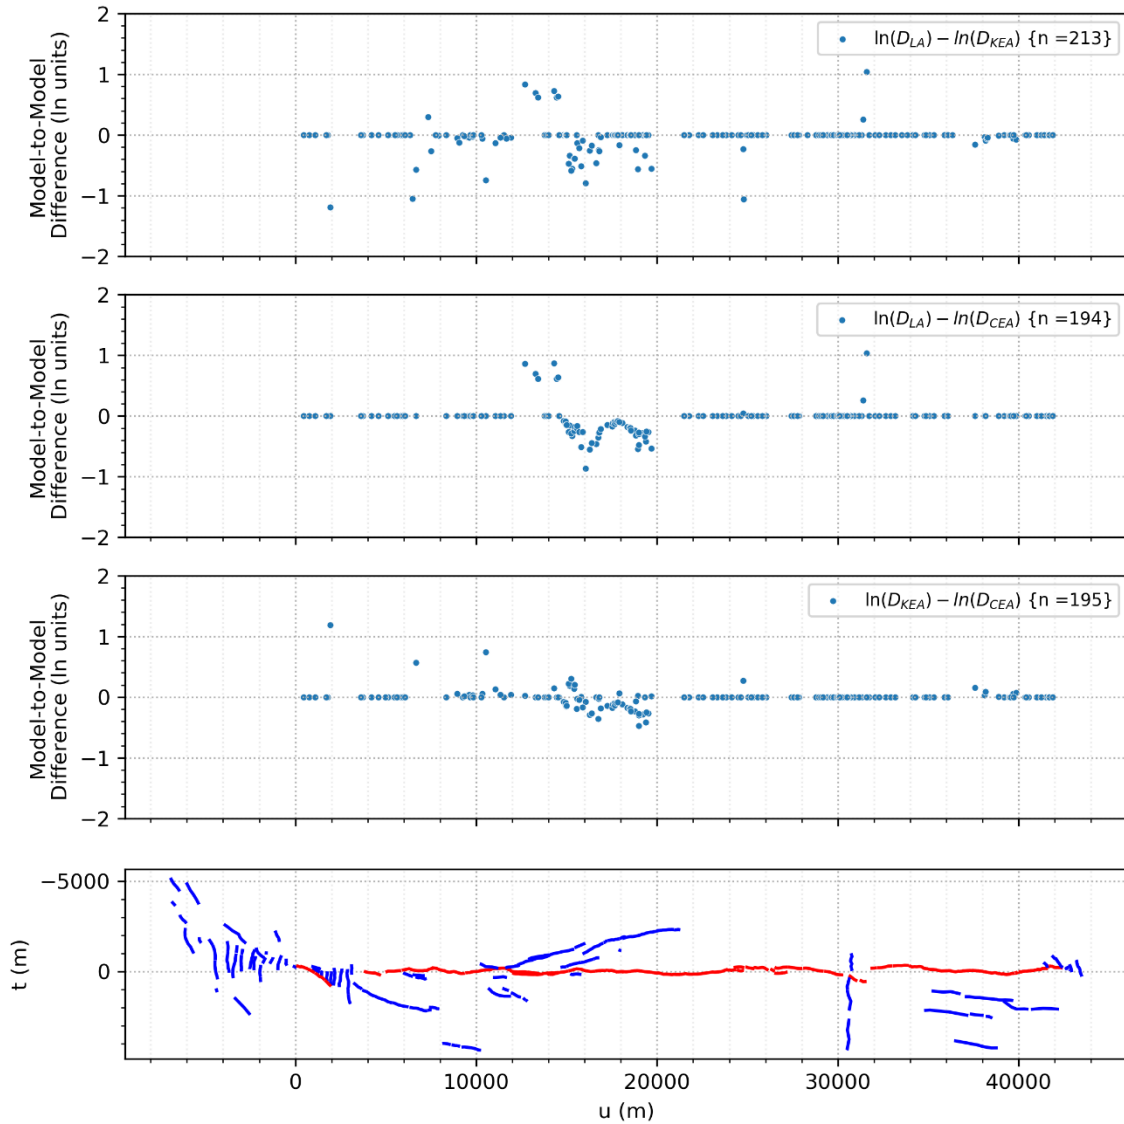 2
1
0
−1
−2
Model-to-Model
Difference (ln units)
ln(D_LA) − ln(D_KEA) {n =213}
2
1
0
−1
−2
Model-to-Model
Difference (ln units)
ln(D_LA) − ln(D_CEA) {n =194}
2
1
0
−1
−2
Model-to-Model
Difference (ln units)
ln(D_KEA) − ln(D_CEA) {n =195}
−5000
0
t (m)
0
10000
20000
30000
40000
u (m)